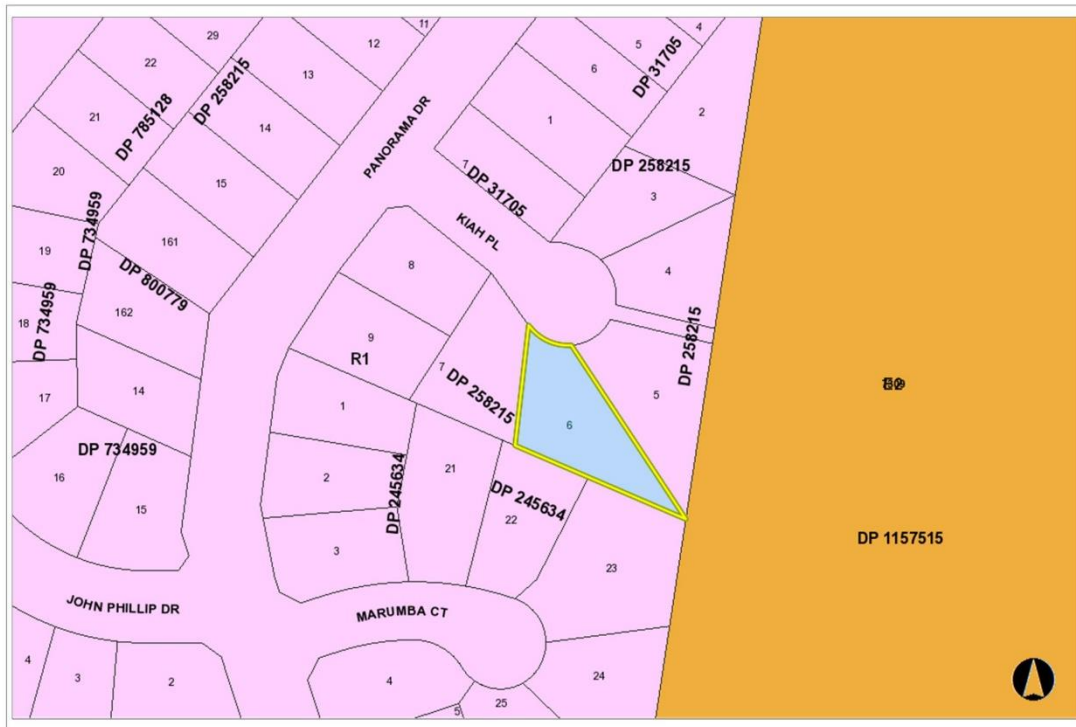 11
4
29
12
5
22
13
6
DP 31705
DP 258215
21
DP 785128
14
1
2
PANORAMA DR
20
15
7
DP 31705
DP 258215
3
KIAH PL
19
DP 734959
161
8
4
DP 800779
18
DP 734959
162
9
R1
7
DP 258215
DP 258215
5
17
14
1
6
DP 734959
16
15
2
DP 245634
21
DP 245634
22
3
23
DP 1157515
JOHN PHILLIP DR
MARUMBA CT
4
3
2
4
5
25
24